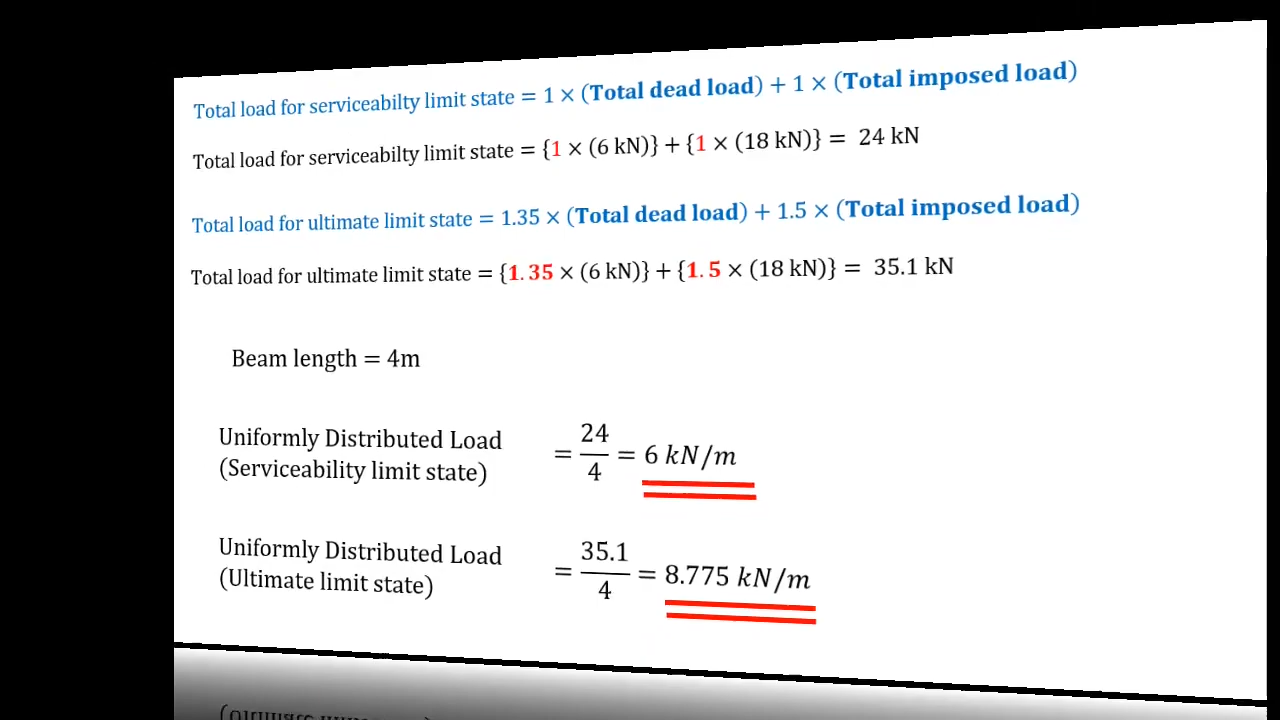 Total load for serviceabilty limit state = 1 × (Total dead load) + 1 × (Total imposed load)
Total load for serviceabilty limit state = {1 × (6 kN)} + {1 × (18 kN)} = 24 kN
Total load for ultimate limit state = 1.35 × (Total dead load) + 1.5 × (Total imposed load)
Total load for ultimate limit state = {1.35 × (6 kN)} + {1.5 × (18 kN)} = 35.1 kN
Beam length = 4m
Uniformly Distributed Load
(Serviceability limit state)
= 24/4 = 6 kN/m
Uniformly Distributed Load
(Ultimate limit state)
= 35.1/4 = 8.775 kN/m